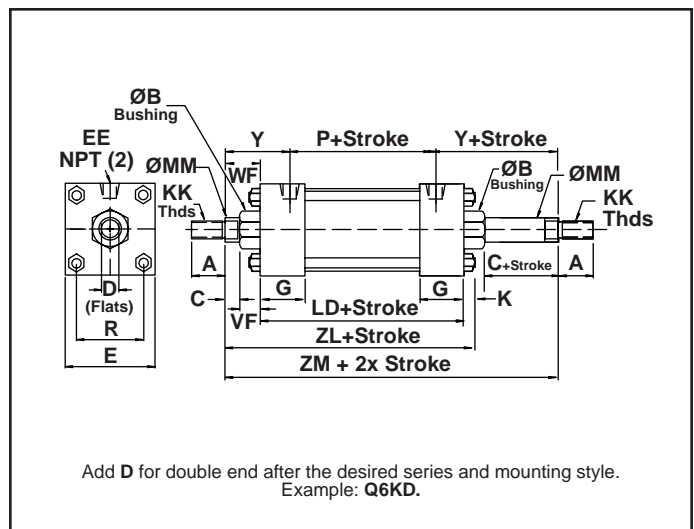 ØB
Bushing
EE
NPT (2)
ØMM
KK
Thds
Y
P+Stroke
Y+Stroke
WF
ØB
Bushing
ØMM
KK
Thds
A
C
G
G
C+Stroke
A
K
D
(Flats)
R
E
VF
LD+Stroke
ZL+Stroke
ZM + 2x Stroke
Add D for double end after the desired series and mounting style.
Example: Q6KD.